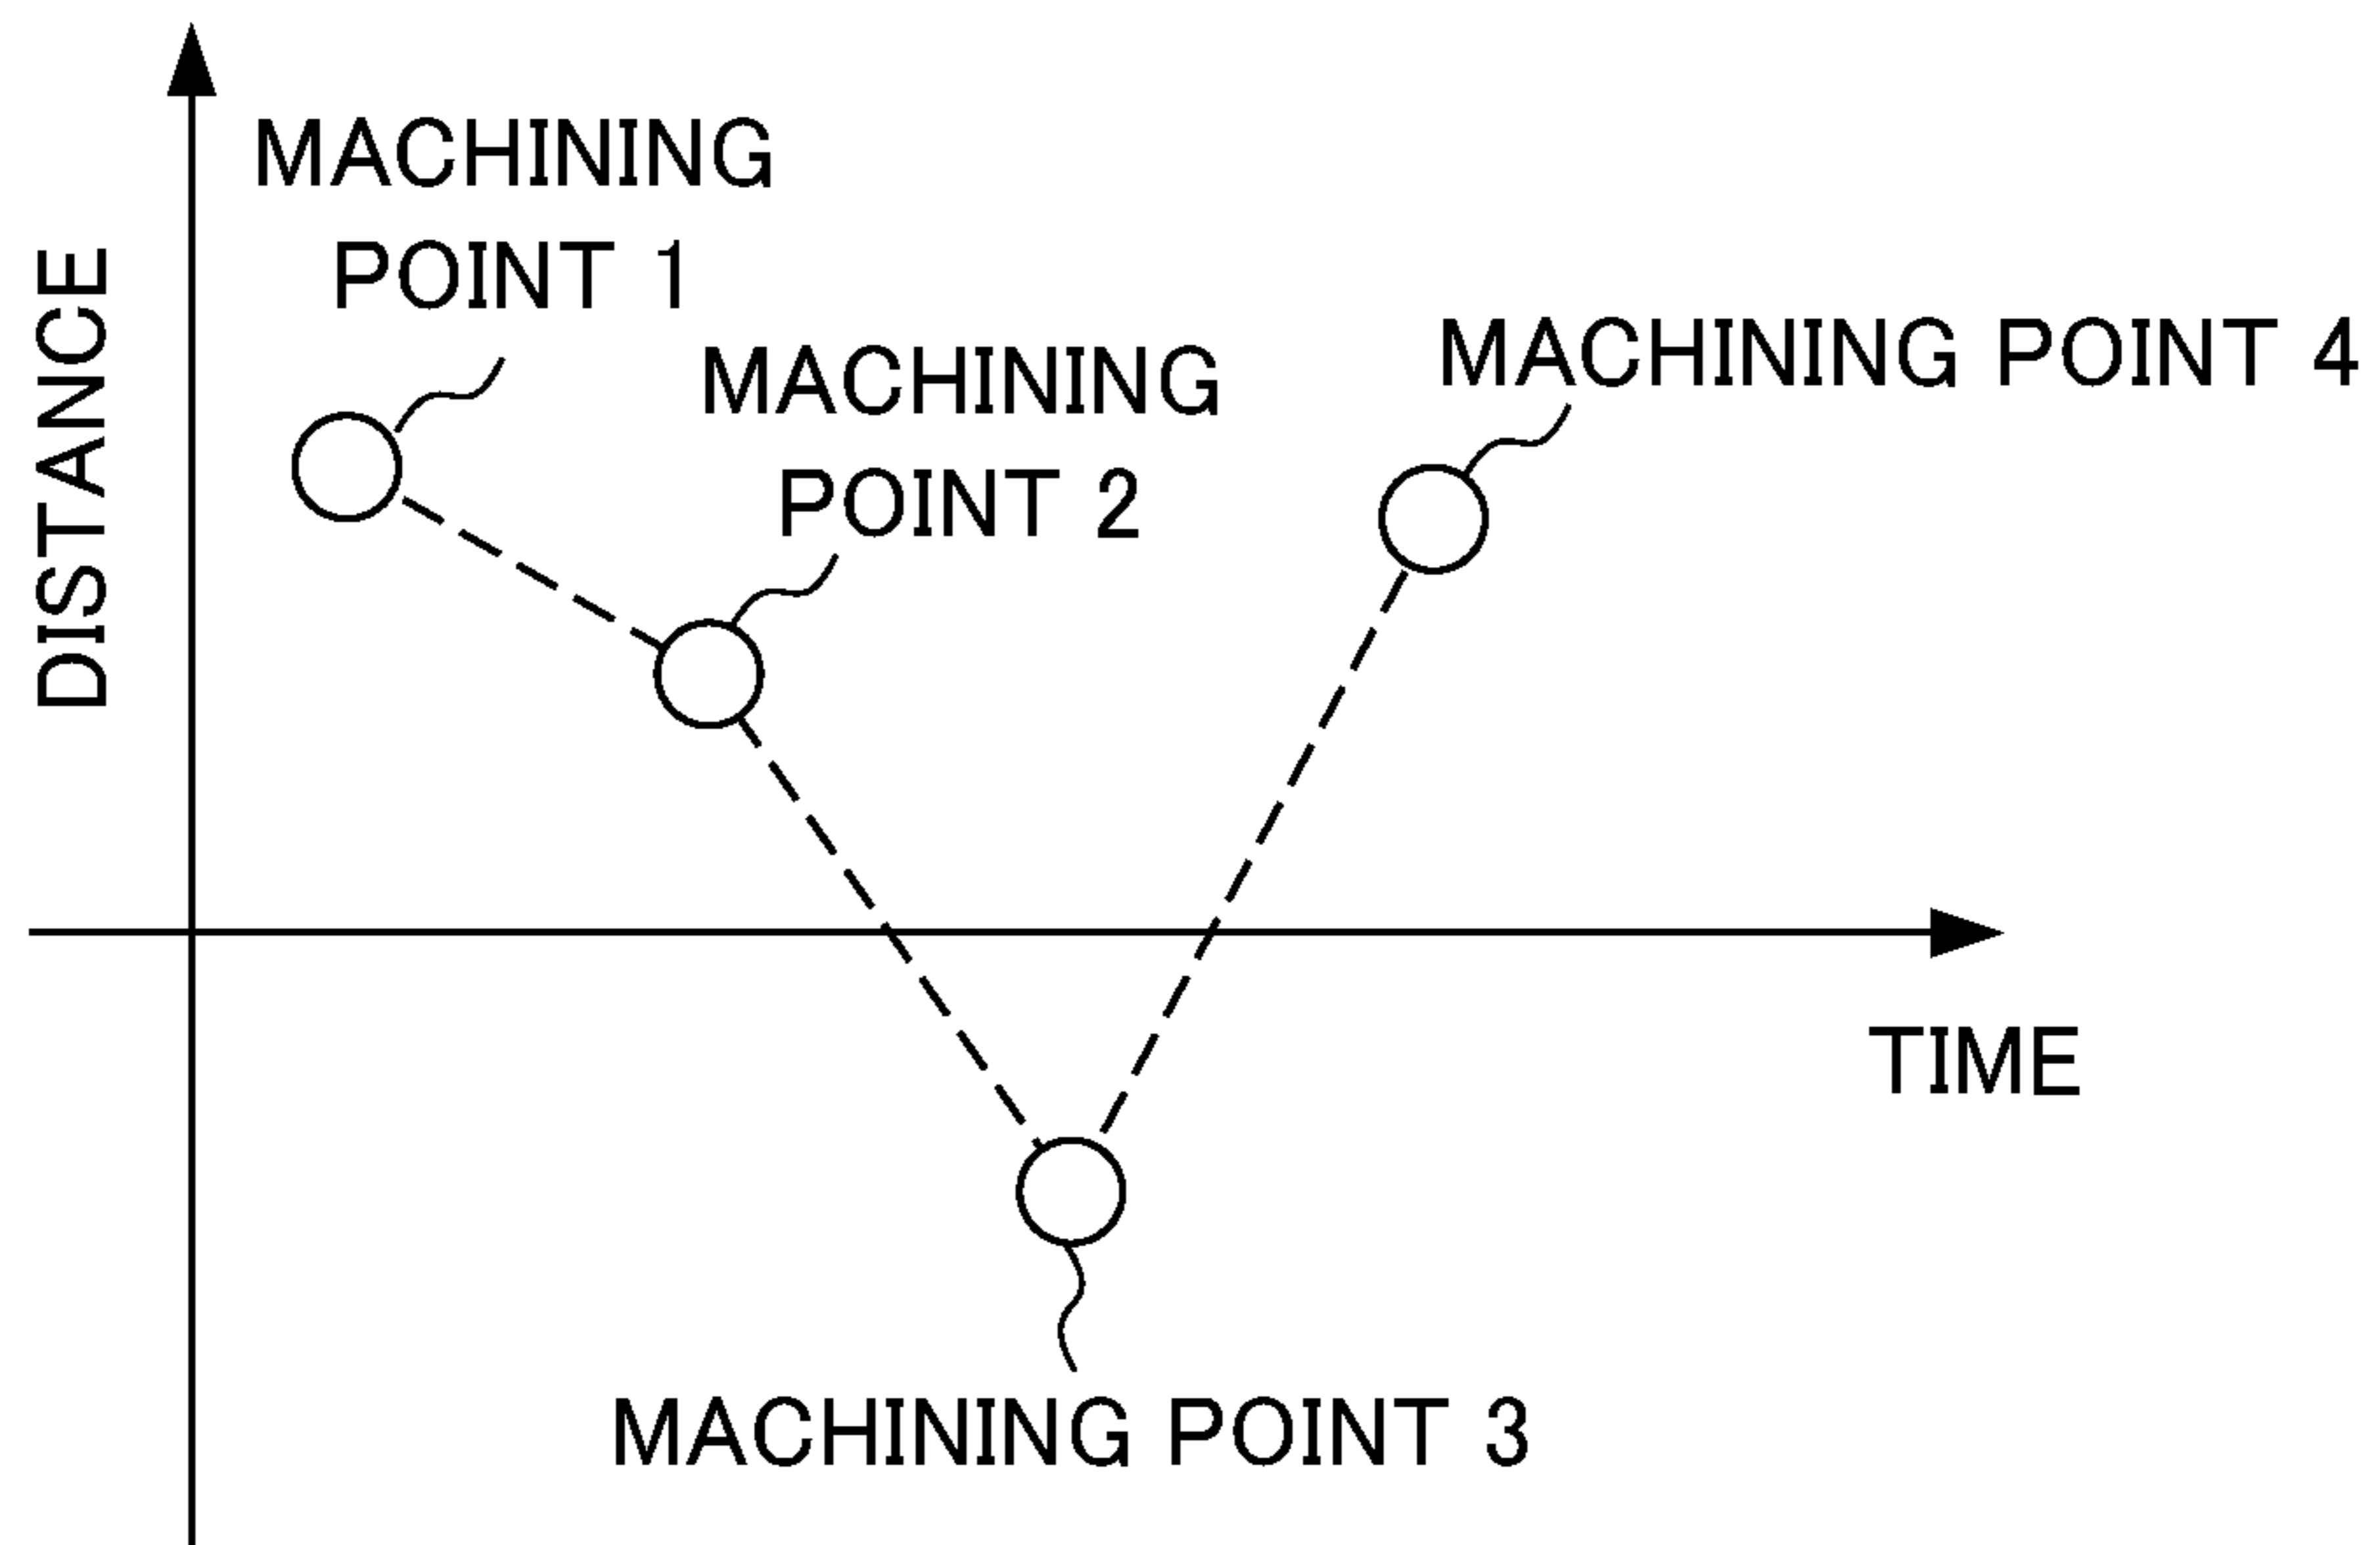 MACHINING
POINT 1
MACHINING
POINT 2
MACHINING POINT 4
DISTANCE
TIME
MACHINING POINT 3